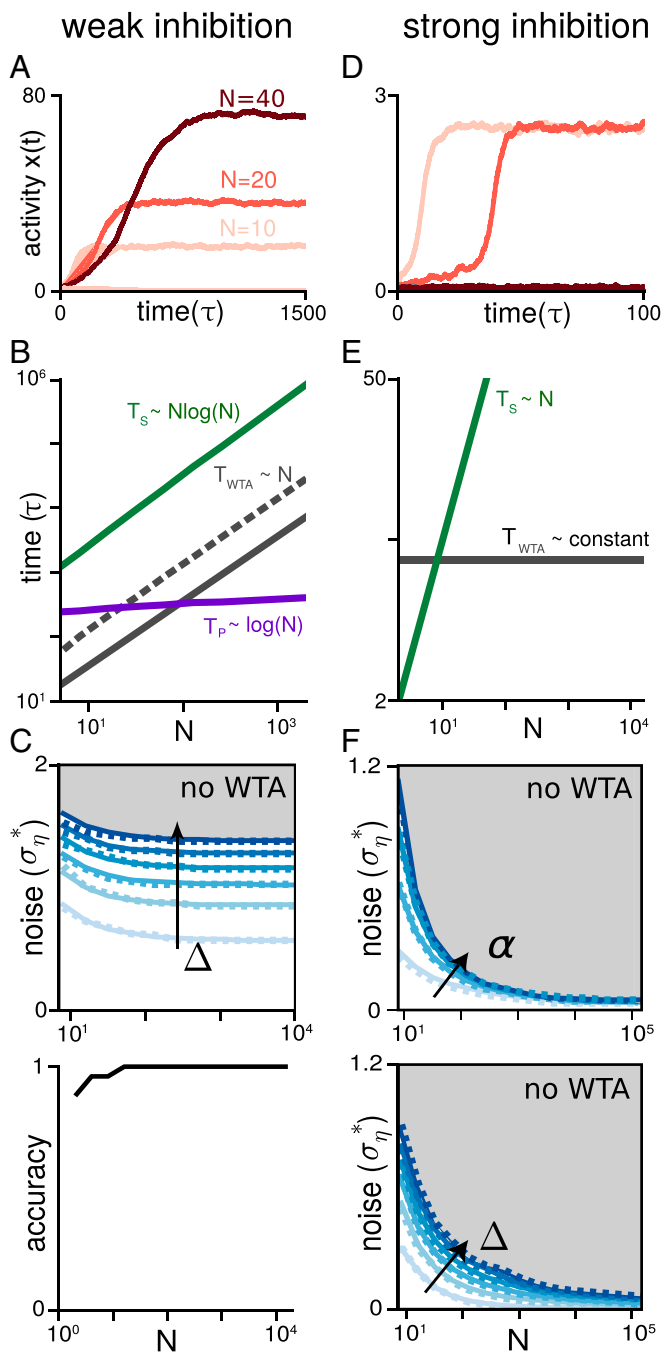 weak inhibition
strong inhibition
A
80
activity x(t)
N=40
N=20
N=10
0
0
time(τ)
1500
D
3
0
0
time(τ)
100
B
10⁶
time (τ)
T_S ~ Nlog(N)
T_WTA ~ N
T_P ~ log(N)
10¹
10¹
N
10³
E
50
T_S ~ N
T_WTA ~ constant
2
10¹
N
10⁴
C
2
no WTA
noise (σ_η^*)
Δ
0
10¹
10⁴
1
accuracy
0
10⁰
N
10⁴
F
1.2
no WTA
noise (σ_η^*)
α
0
10¹
10⁵
1.2
no WTA
noise (σ_η^*)
Δ
0
10¹
N
10⁵